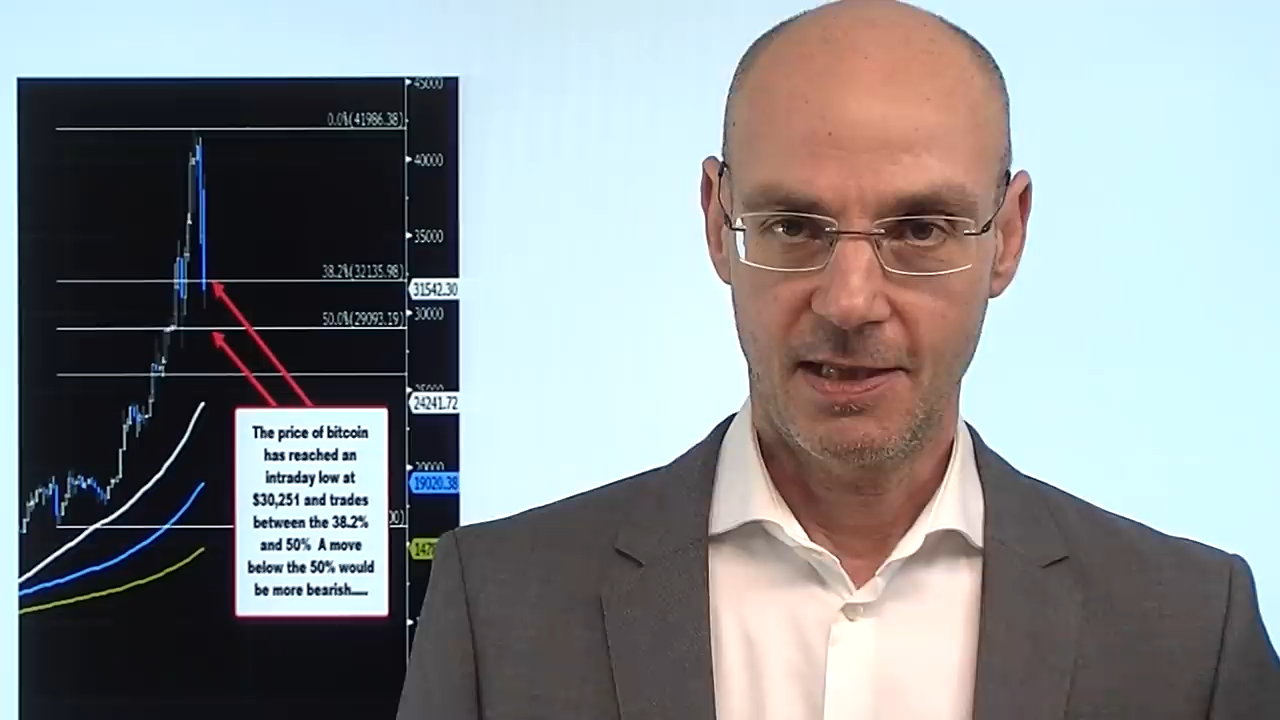 45000
0.0%(41986.38)
40000
35000
38.2%(32135.98)
31542.30
30000
50.0%(29093.19)
25000
24241.72
20000
19020.38
The price of bitcoin
has reached an
intraday low at
$30,251 and trades
between the 38.2%
and 50% A move
below the 50% would
be more bearish.....